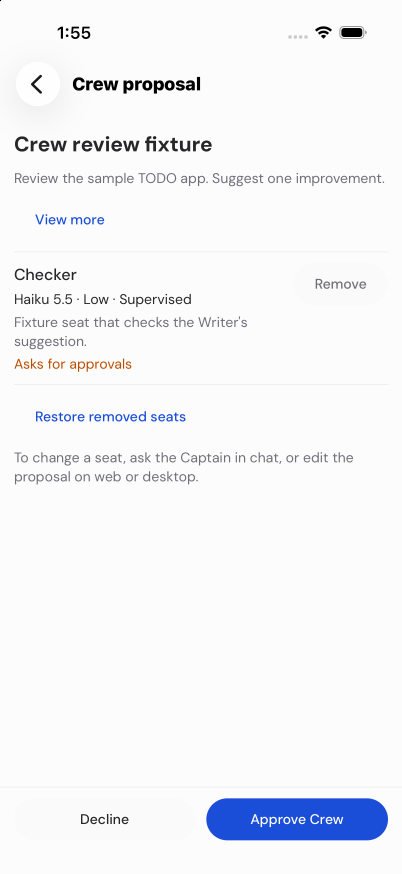 1:55
Crew proposal
Crew review fixture
Review the sample TODO app. Suggest one improvement.
View more
Checker
Remove
Haiku 5.5 · Low · Supervised
Fixture seat that checks the Writer's
suggestion.
Asks for approvals
Restore removed seats
To change a seat, ask the Captain in chat, or edit the
proposal on web or desktop.
Decline
Approve Crew